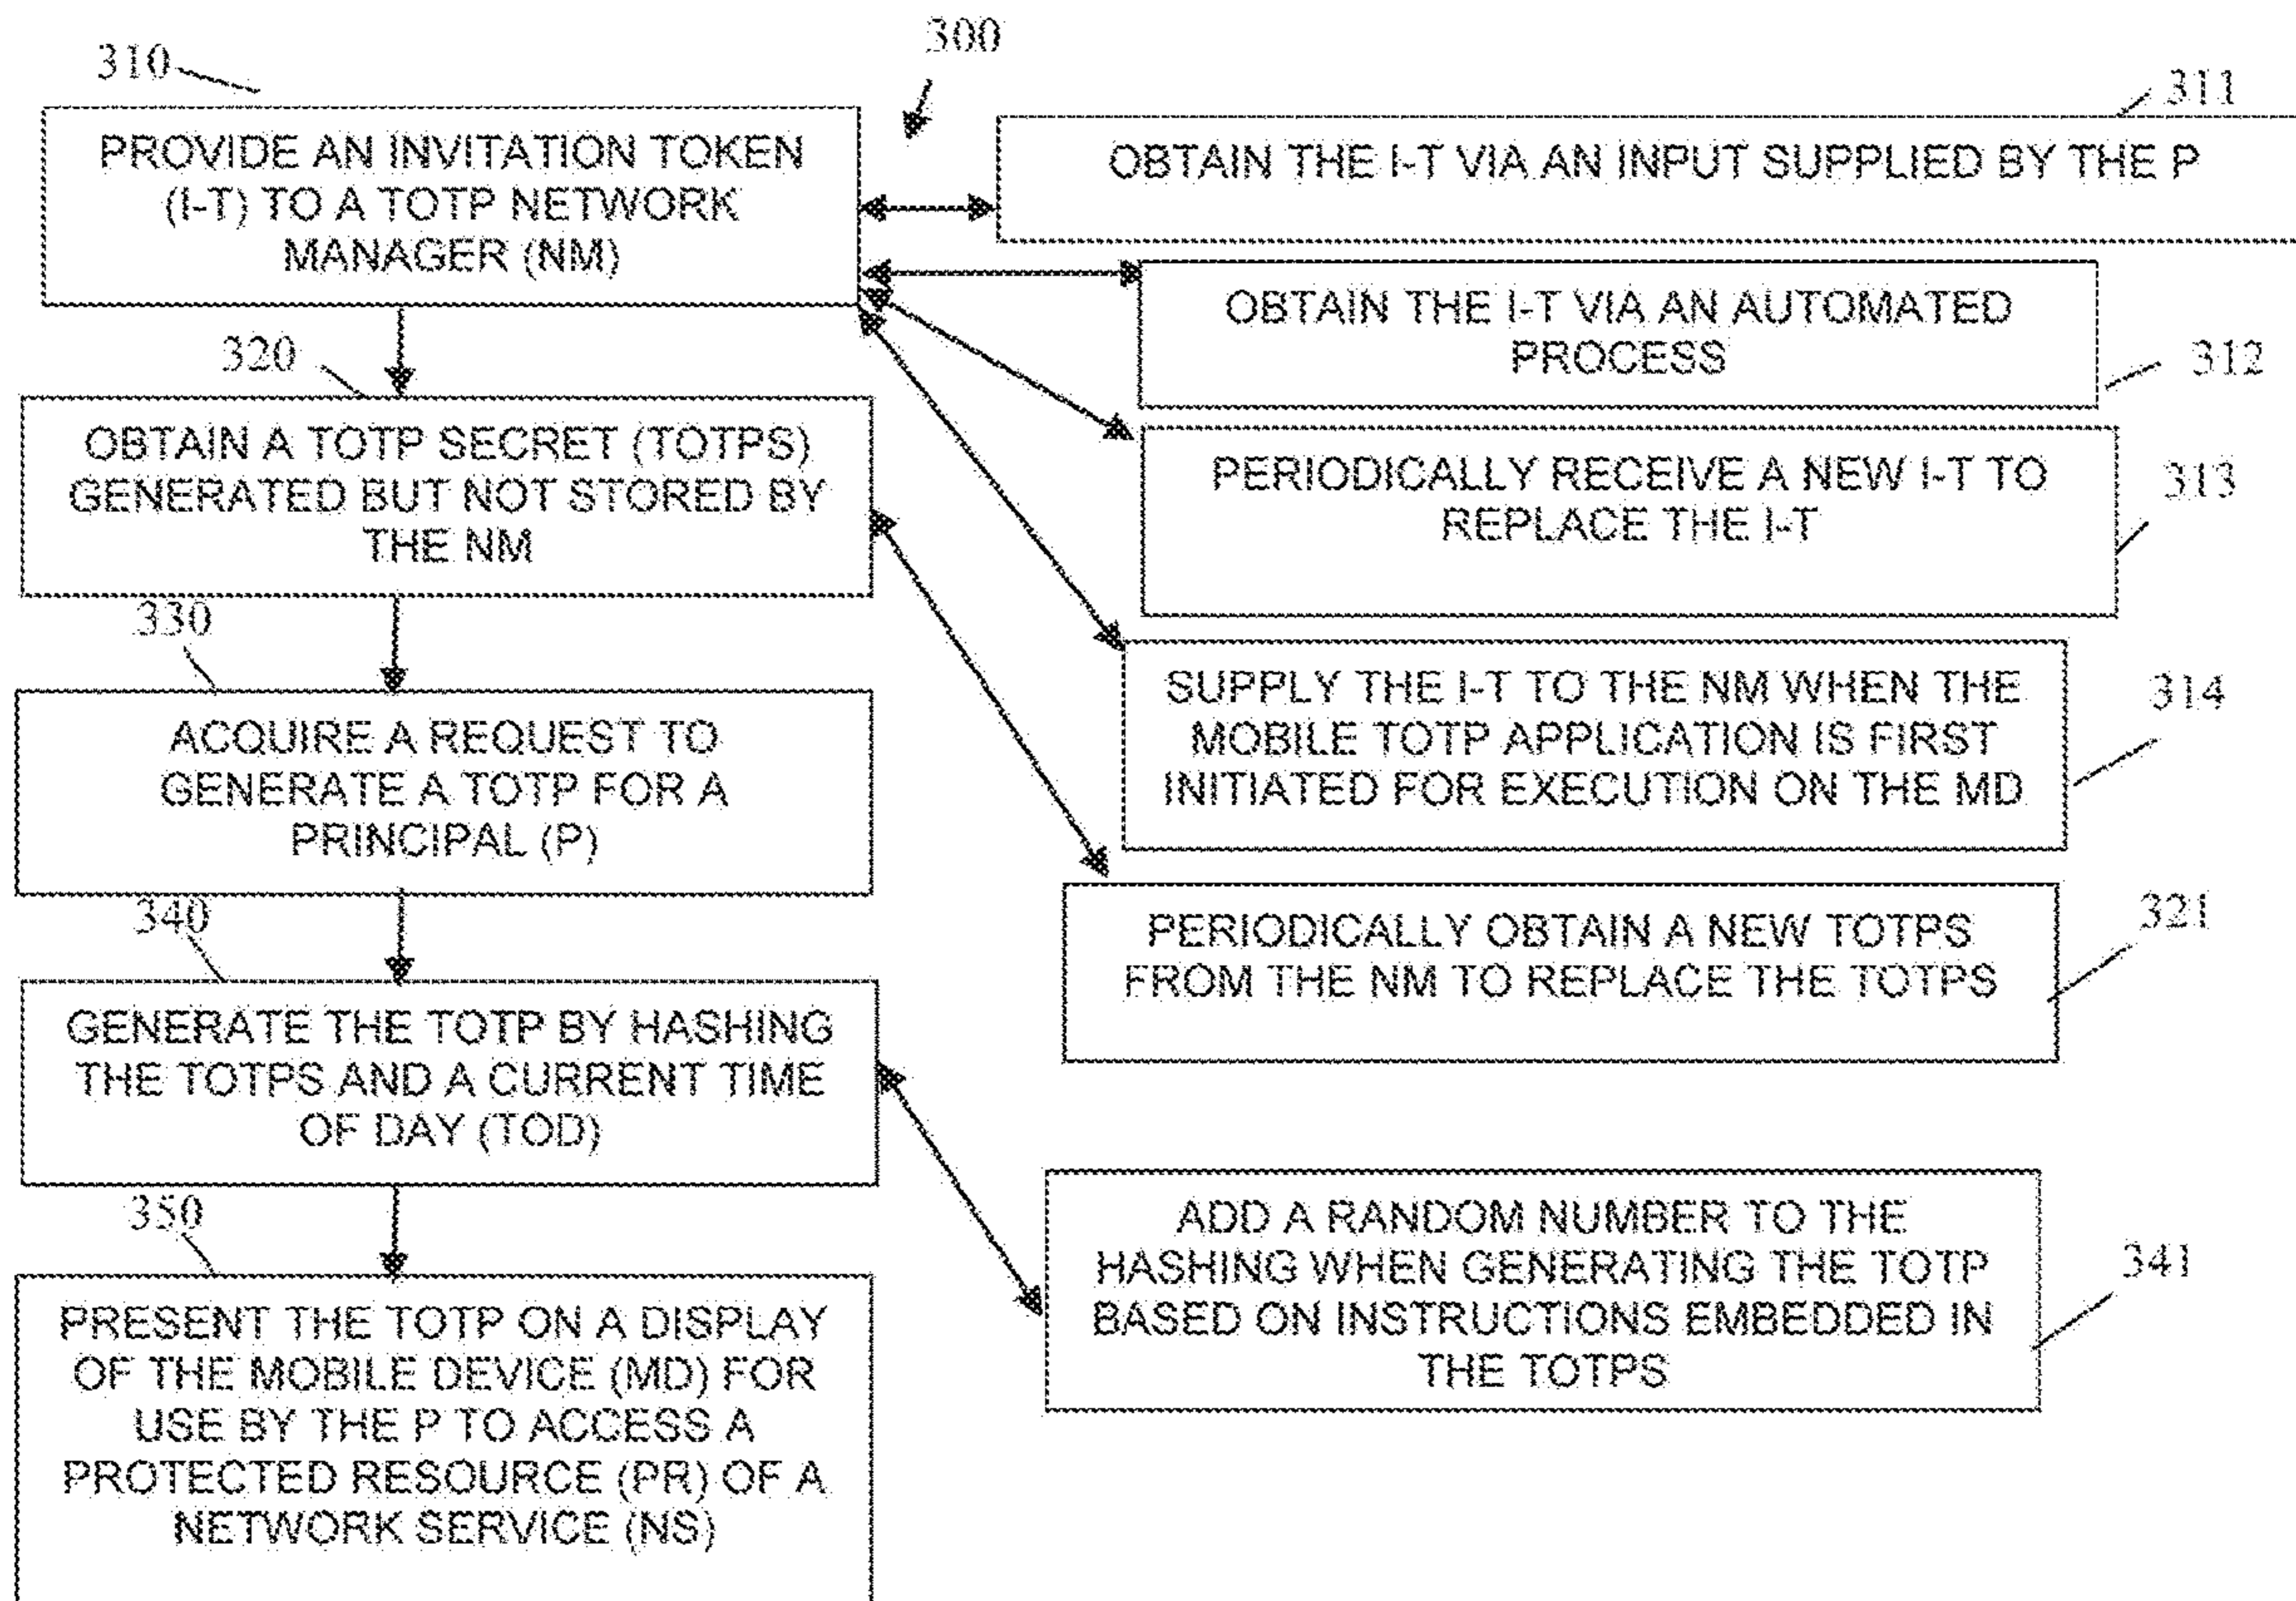 300
310
PROVIDE AN INVITATION TOKEN
(I-T) TO A TOTP NETWORK
MANAGER (NM)
311
OBTAIN THE I-T VIA AN INPUT SUPPLIED BY THE P
OBTAIN THE I-T VIA AN AUTOMATED
PROCESS
312
PERIODICALLY RECEIVE A NEW I-T TO
REPLACE THE I-T
313
SUPPLY THE I-T TO THE NM WHEN THE
MOBILE TOTP APPLICATION IS FIRST
INITIATED FOR EXECUTION ON THE MD
314
320
OBTAIN A TOTP SECRET (TOTPS)
GENERATED BUT NOT STORED BY
THE NM
PERIODICALLY OBTAIN A NEW TOTPS
FROM THE NM TO REPLACE THE TOTPS
321
330
ACQUIRE A REQUEST TO
GENERATE A TOTP FOR A
PRINCIPAL (P)
340
GENERATE THE TOTP BY HASHING
THE TOTPS AND A CURRENT TIME
OF DAY (TOD)
ADD A RANDOM NUMBER TO THE
HASHING WHEN GENERATING THE TOTP
BASED ON INSTRUCTIONS EMBEDDED IN
THE TOTPS
341
350
PRESENT THE TOTP ON A DISPLAY
OF THE MOBILE DEVICE (MD) FOR
USE BY THE P TO ACCESS A
PROTECTED RESOURCE (PR) OF A
NETWORK SERVICE (NS)